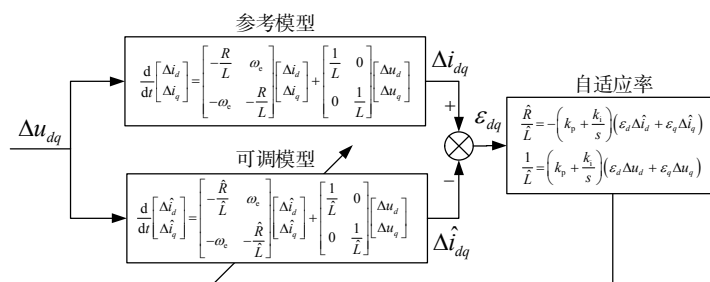 参考模型
d/dt [Δi_d; Δi_q] = [-R/L ω_e; -ω_e -R/L] [Δi_d; Δi_q] + [1/L 0; 0 1/L] [Δu_d; Δu_q]
Δi_dq
+
Δu_dq
ε_dq
自适应率
R̂/L̂ = -(k_p + k_i/s)(ε_d Δî_d + ε_q Δî_q)
1/L̂ = (k_p + k_i/s)(ε_d Δu_d + ε_q Δu_q)
可调模型
−
d/dt [Δî_d; Δî_q] = [-R̂/L̂ ω_e; -ω_e -R̂/L̂] [Δî_d; Δî_q] + [1/L̂ 0; 0 1/L̂] [Δu_d; Δu_q]
Δî_dq